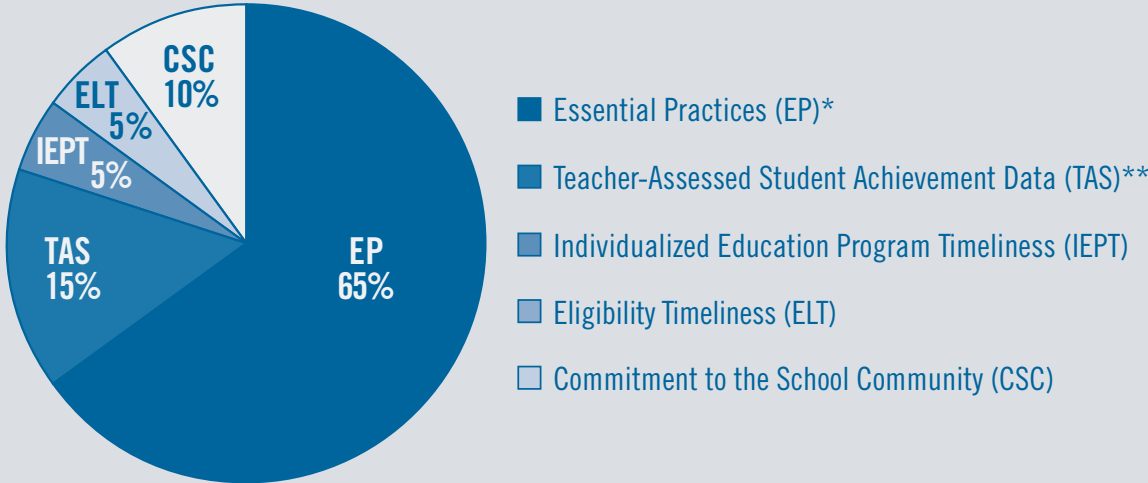 CSC
10%
ELT
5%
IEPT
5%
TAS
15%
EP
65%
Essential Practices (EP)*
Teacher-Assessed Student Achievement Data (TAS)**
Individualized Education Program Timeliness (IEPT)
Eligibility Timeliness (ELT)
Commitment to the School Community (CSC)